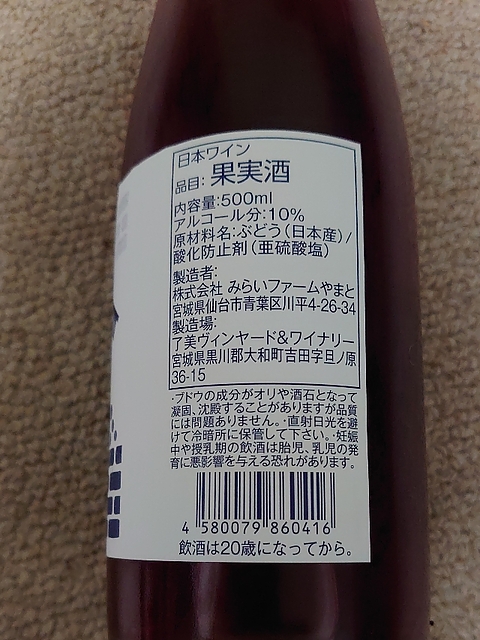 日本ワイン
品目:果実酒
内容量:500ml
アルコール分:10%
原材料名:ぶどう(日本産)/
酸化防止剤(亜硫酸塩)
製造者:
株式会社 みらいファームやまと
宮城県仙台市青葉区川平4-26-34
製造場:
了美ヴィンヤード&ワイナリー
宮城県黒川郡大和町吉田字旦ノ原
36-15
・ブドウの成分がオリや酒石となって
凝固、沈殿することがありますが品質
には問題ありません。・直射日光を避
けて冷暗所に保管して下さい。・妊娠
中や授乳期の飲酒は胎児、乳児の発
育に悪影響を与える恐れがあります。
4 580079 860416
飲酒は20歳になってから。